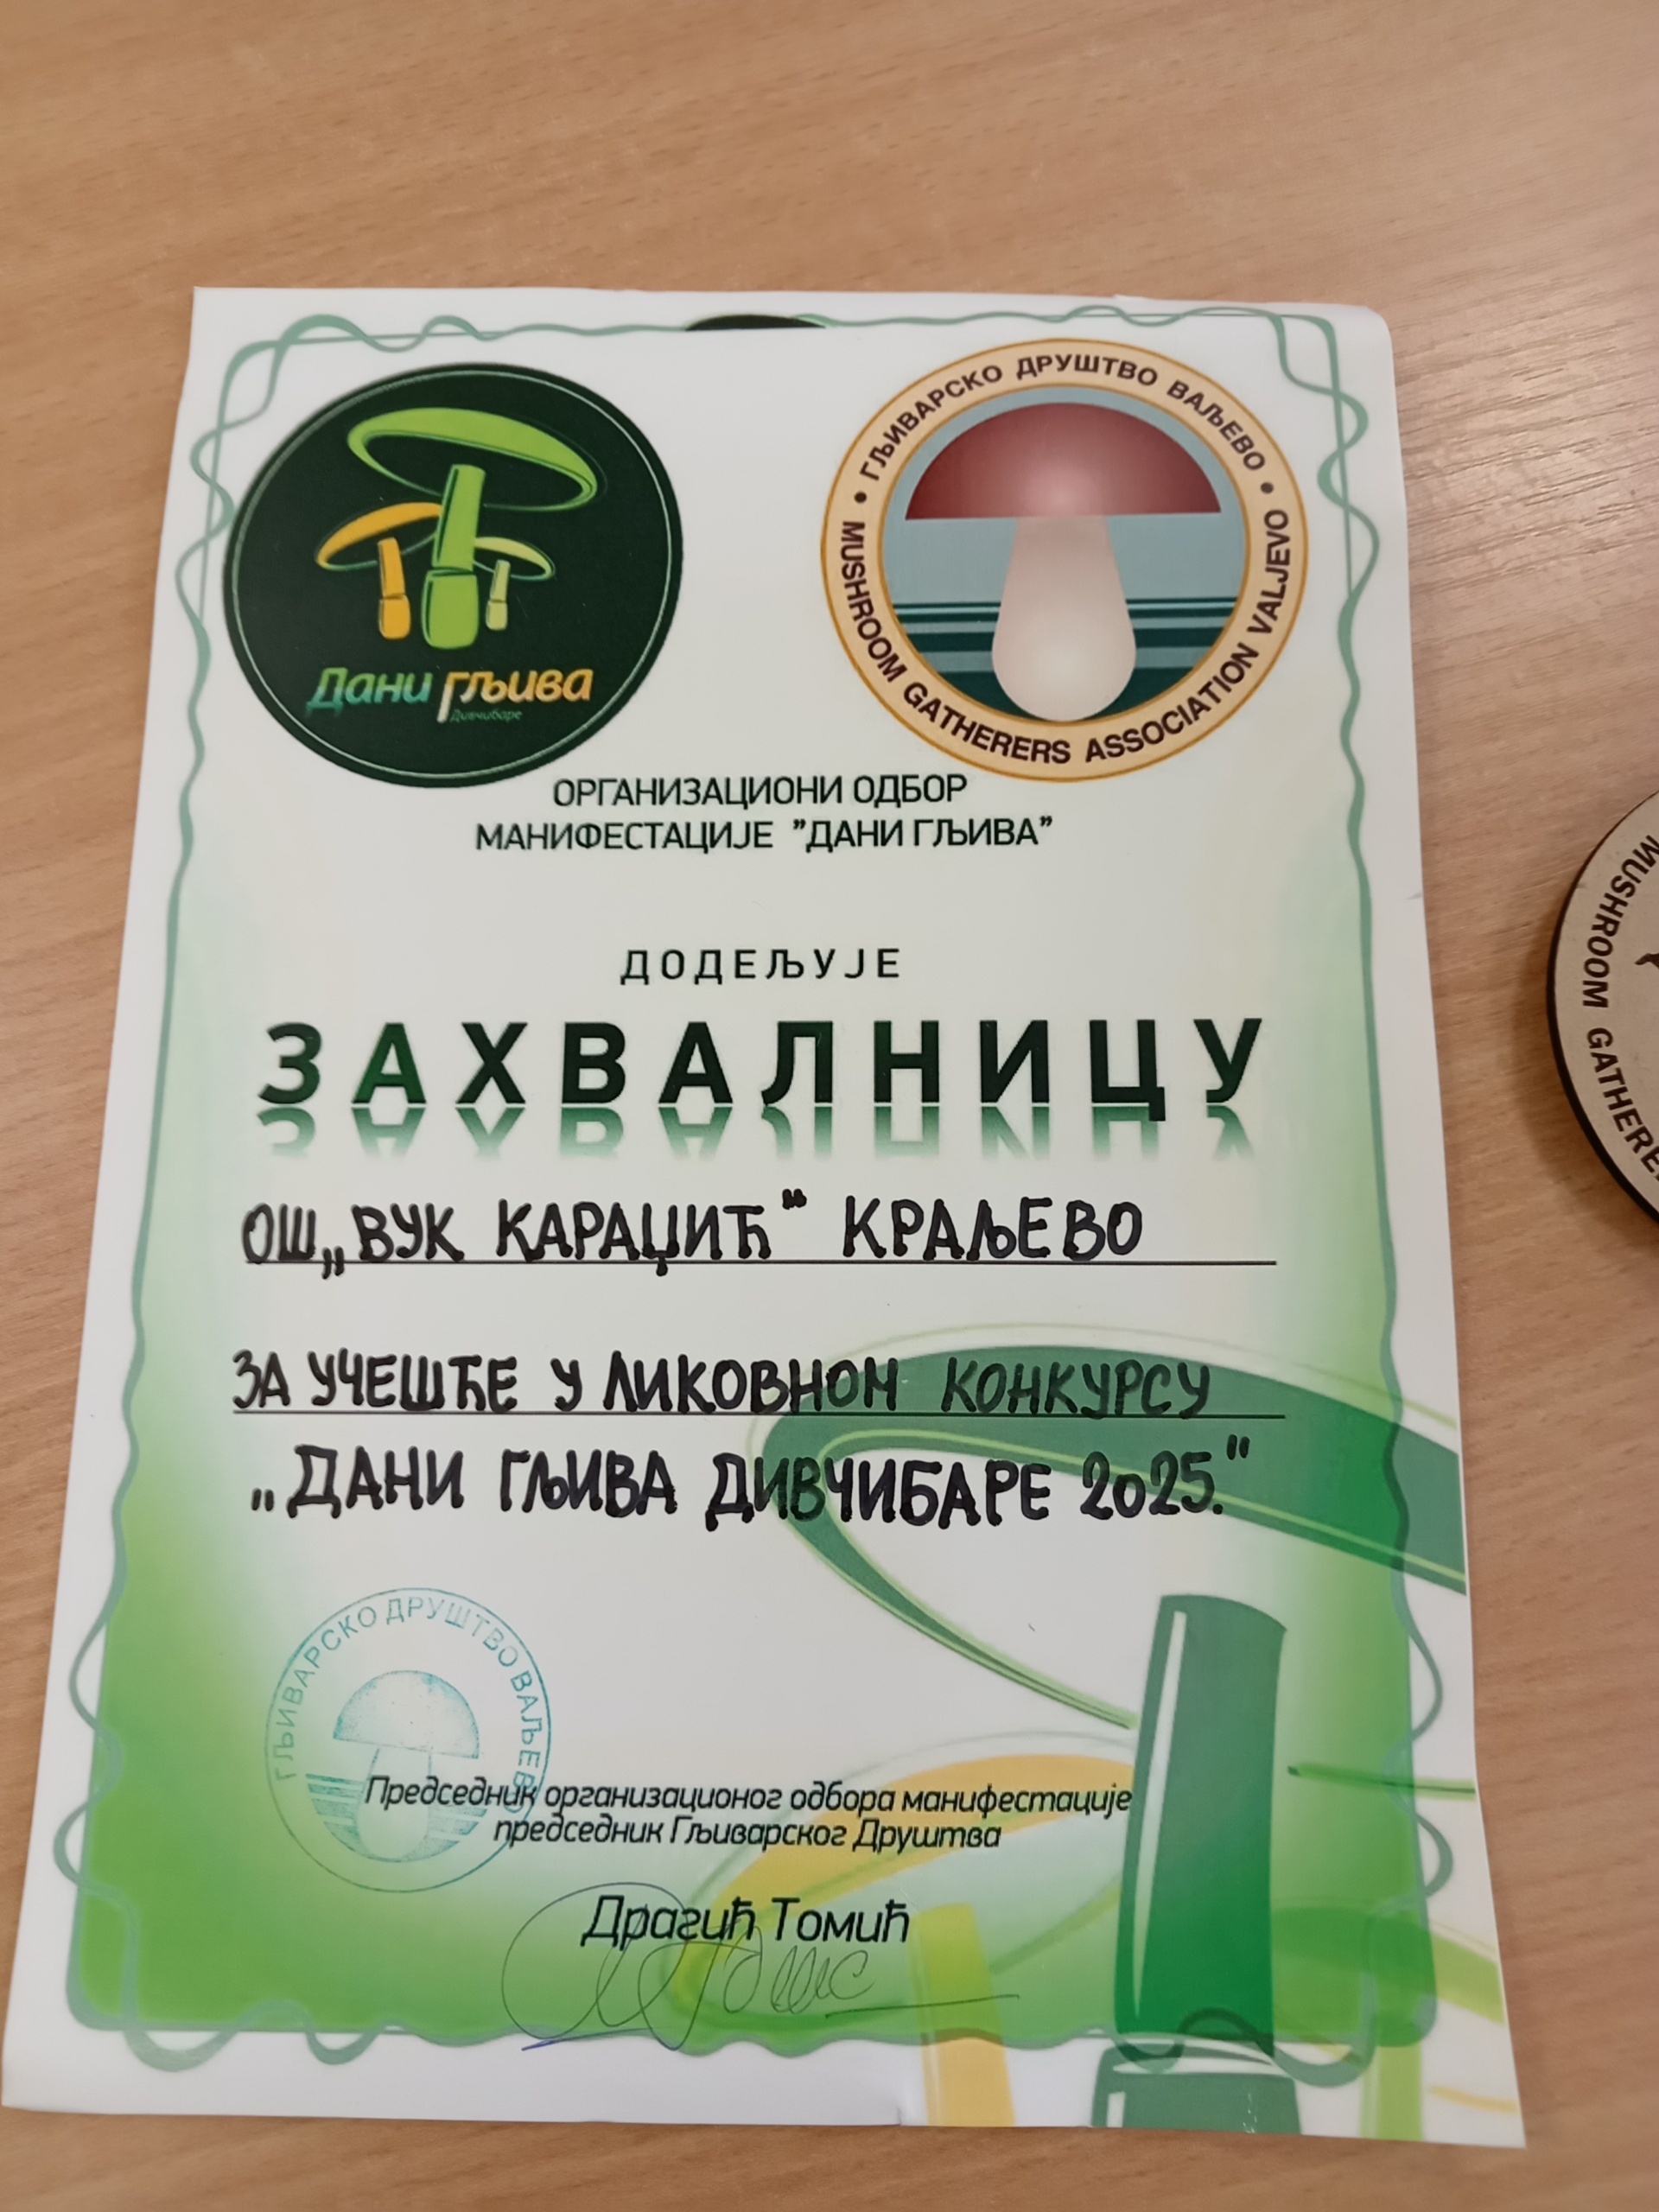 Дани гљива
Дивчибаре
• ГЉИВАРСКО ДРУШТВО ВАЉЕВО •
MUSHROOM GATHERERS ASSOCIATION VALJEVO
ОРГАНИЗАЦИОНИ ОДБОР
МАНИФЕСТАЦИЈЕ "ДАНИ ГЉИВА"
ДОДЕЉУЈЕ
ЗАХВАЛНИЦУ
ОШ „ВУК КАРАЏИЋ“ КРАЉЕВО
ЗА УЧЕШЋЕ У ЛИКОВНОМ КОНКУРСУ
„ДАНИ ГЉИВА ДИВЧИБАРЕ 2025."
ГЉИВАРСКО ДРУШТВО ВАЉЕВО
Председник организационог одбора манифестације
председник Гљиварског Друштва
Драгић Томић
MUSHROOM